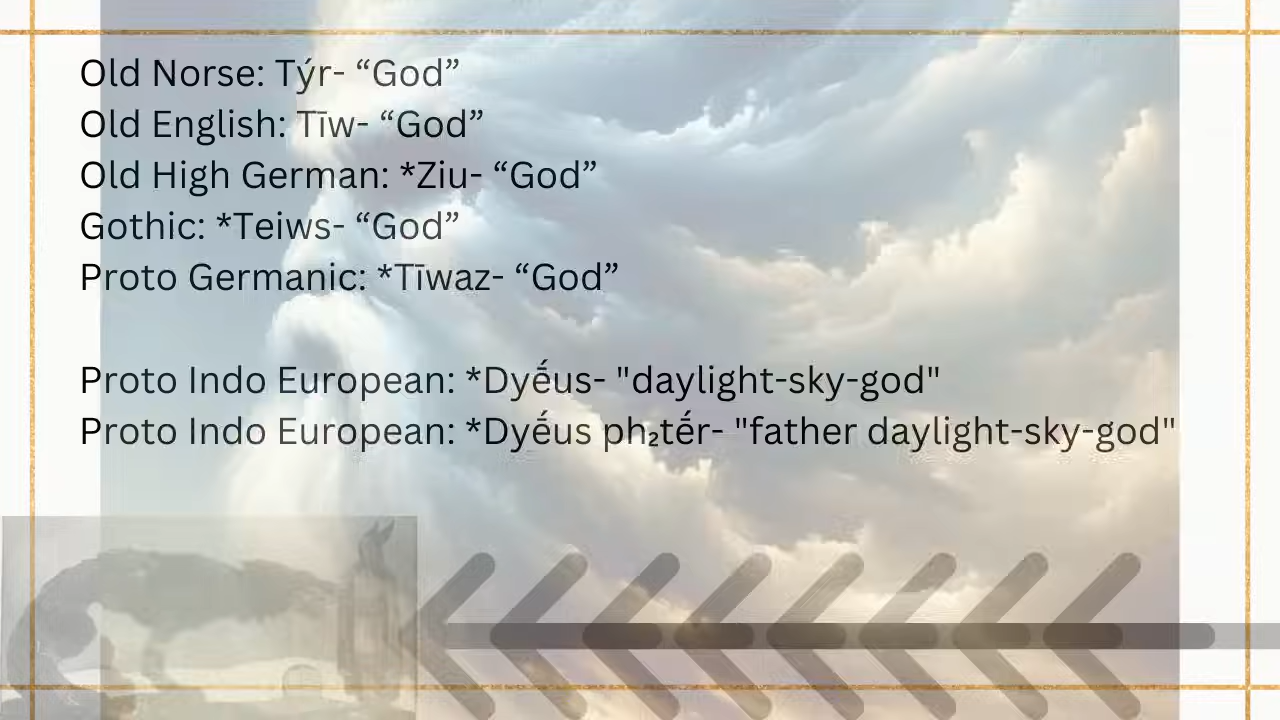 Old Norse: Týr- “God”
Old English: Tīw- “God”
Old High German: *Ziu- “God”
Gothic: *Teiws- “God”
Proto Germanic: *Tīwaz- “God”
Proto Indo European: *Dyḗus- "daylight-sky-god"
Proto Indo European: *Dyḗus ph₂tḗr- "father daylight-sky-god"